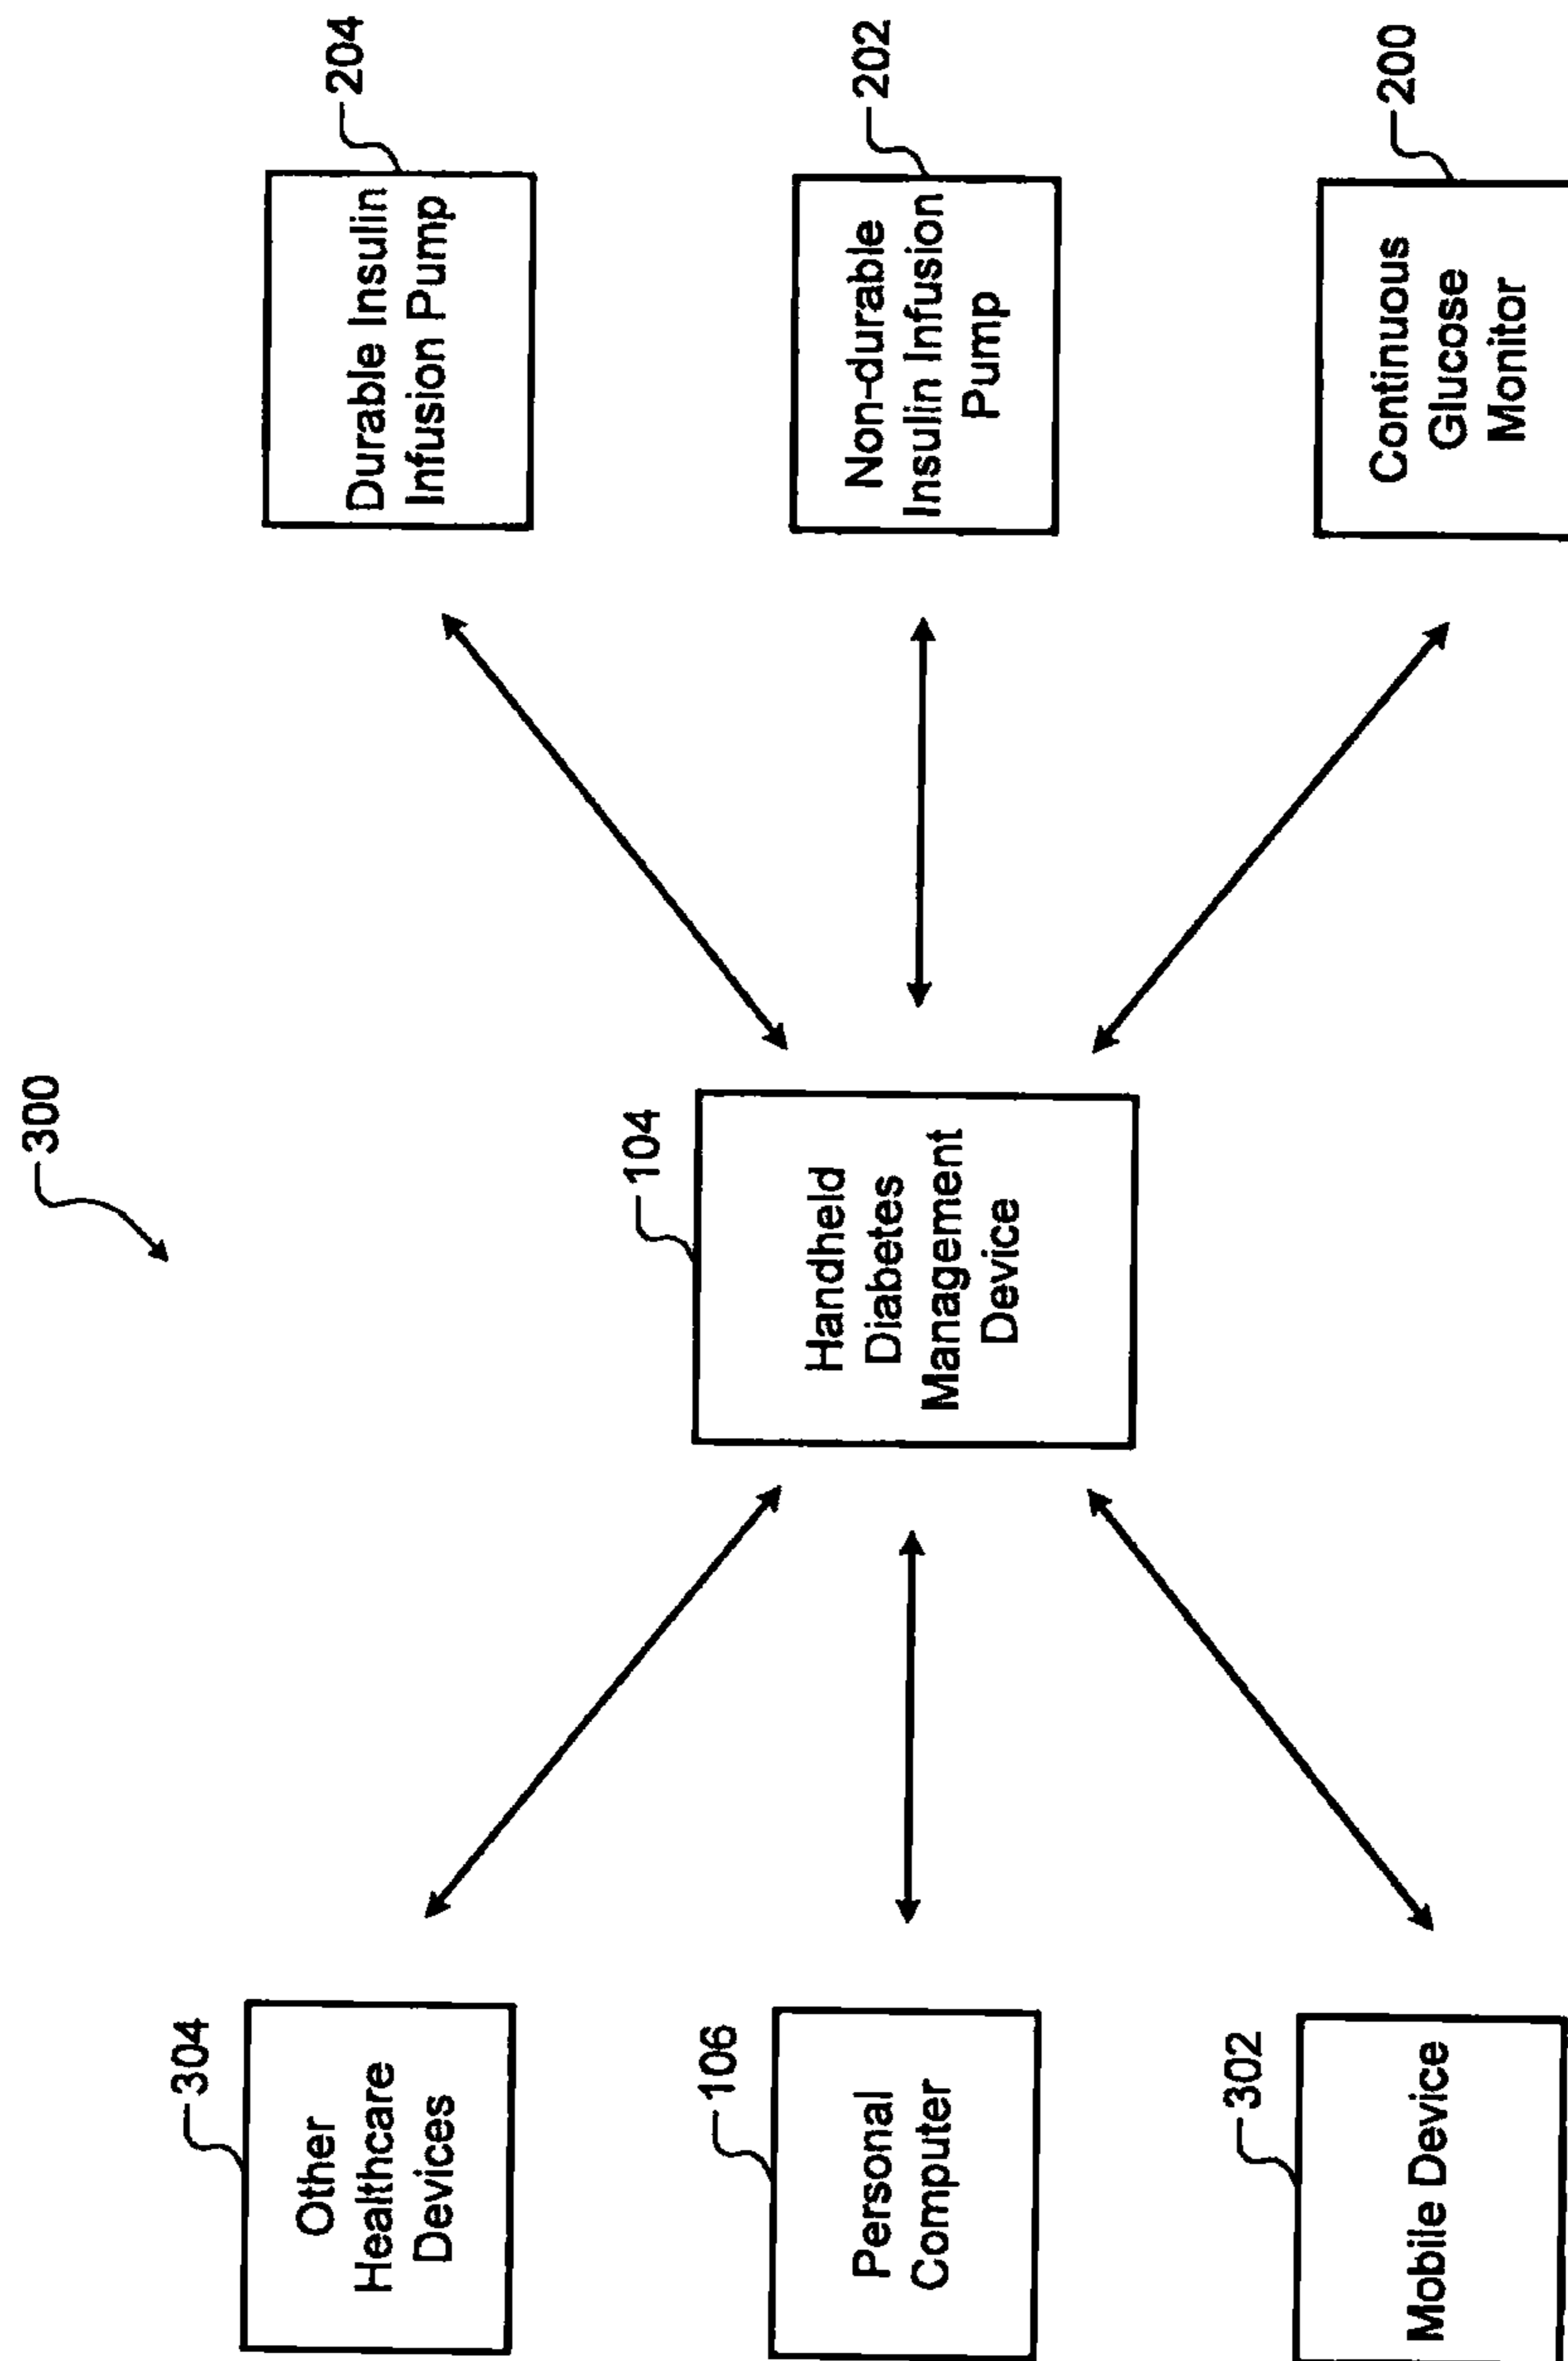 300
304
Other
Healthcare
Devices
106
Personal
Computer
302
Mobile Device
104
Handheld
Diabetes
Management
Device
204
Durable Insulin
Infusion Pump
202
Non-durable
Insulin Infusion
Pump
200
Continuous
Glucose
Monitor